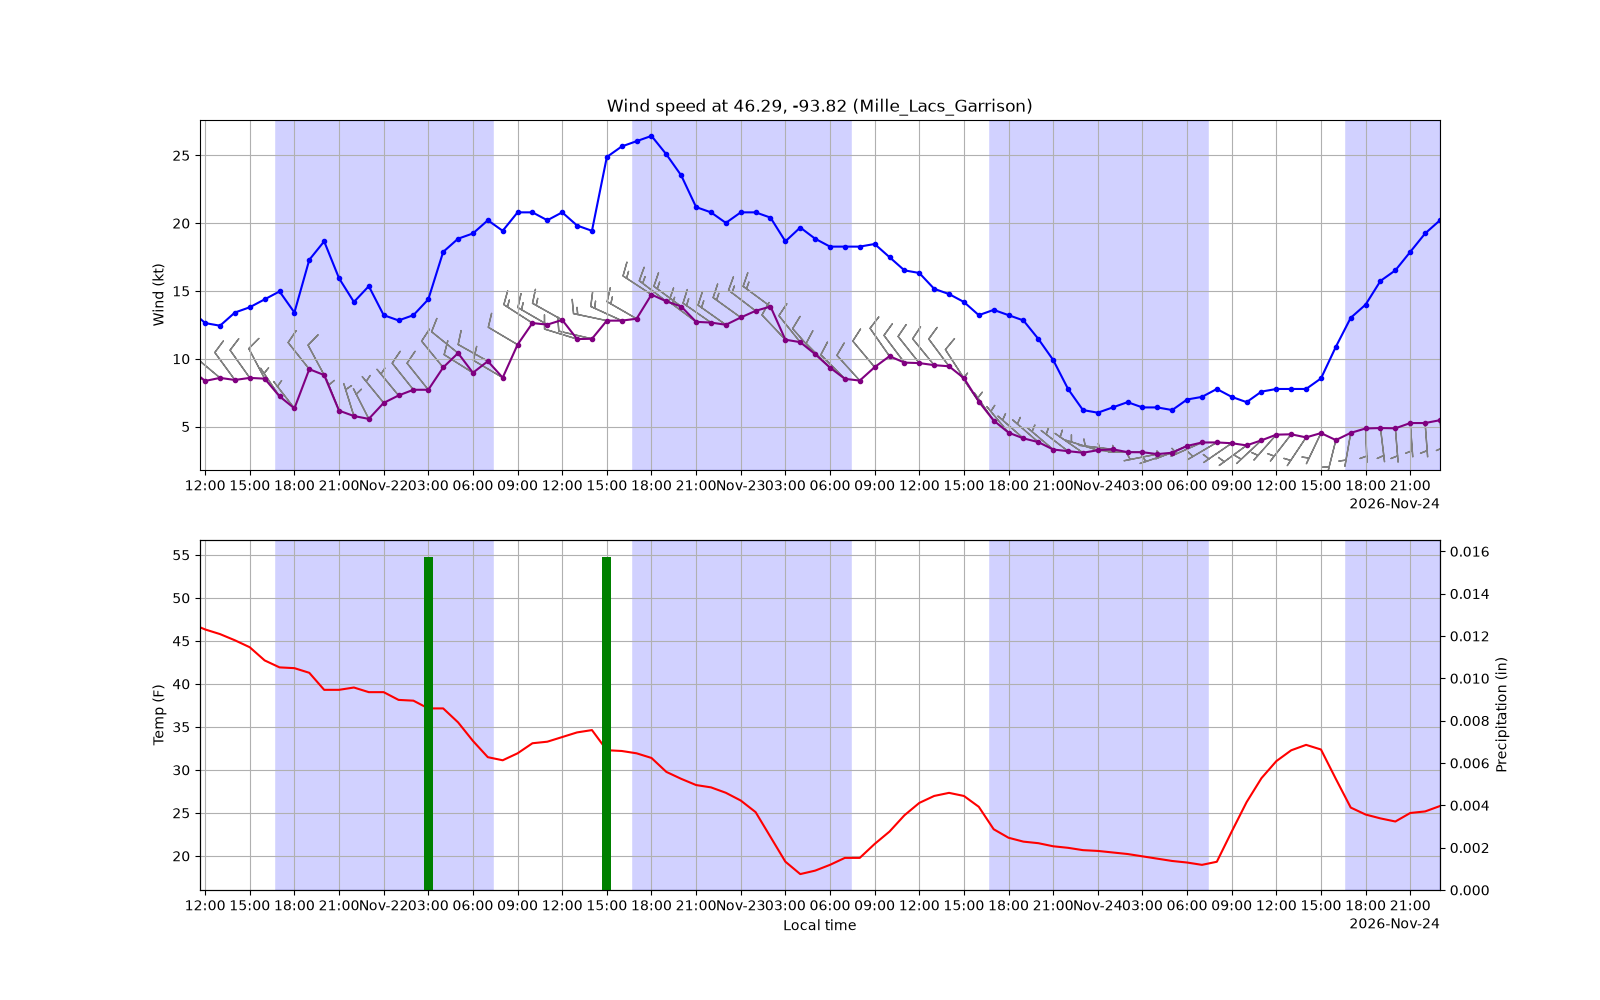 Wind speed at 46.29, -93.82 (Mille_Lacs_Garrison)
Wind (kt)
25
20
15
10
5
12:00 15:00 18:00 21:00 Nov-22 03:00 06:00 09:00 12:00 15:00 18:00 21:00 Nov-23 03:00 06:00 09:00 12:00 15:00 18:00 21:00 Nov-24 03:00 06:00 09:00 12:00 15:00 18:00 21:00
2026-Nov-24
Temp (F)
55
50
45
40
35
30
25
20
0.016
0.014
0.012
0.010
0.008
0.006
0.004
0.002
0.000
Precipitation (in)
12:00 15:00 18:00 21:00 Nov-22 03:00 06:00 09:00 12:00 15:00 18:00 21:00 Nov-23 03:00 06:00 09:00 12:00 15:00 18:00 21:00 Nov-24 03:00 06:00 09:00 12:00 15:00 18:00 21:00
2026-Nov-24
Local time